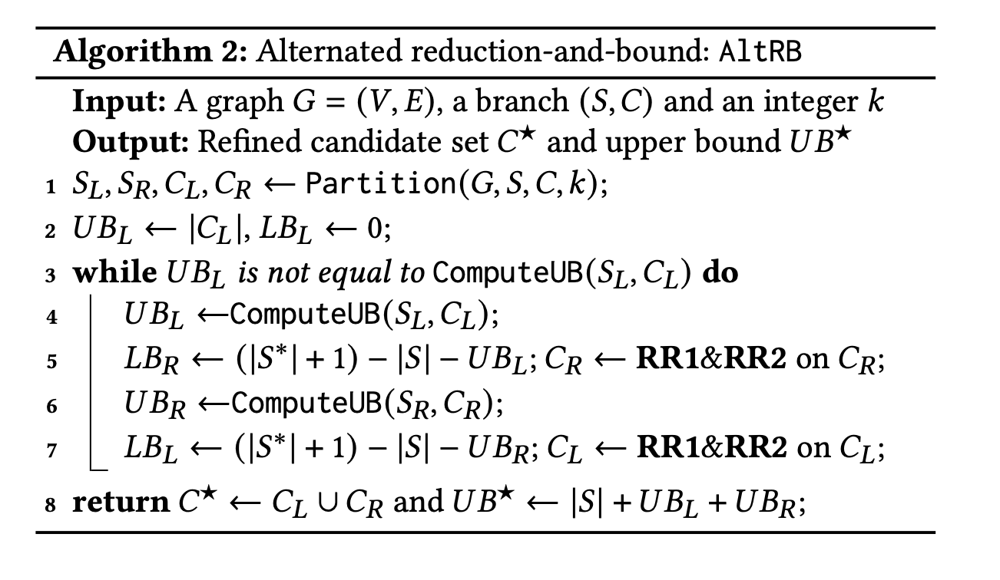 Algorithm 2: Alternated reduction-and-bound: AltRB
Input: A graph G = (V, E), a branch (S, C) and an integer k
Output: Refined candidate set C★ and upper bound UB★
1 S_L, S_R, C_L, C_R ← Partition(G, S, C, k);
2 UB_L ← |C_L|, LB_L ← 0;
3 while UB_L is not equal to ComputeUB(S_L, C_L) do
4 UB_L ←ComputeUB(S_L, C_L);
5 LB_R ← (|S*| + 1) − |S| − UB_L; C_R ← RR1&RR2 on C_R;
6 UB_R ←ComputeUB(S_R, C_R);
7 LB_L ← (|S*| + 1) − |S| − UB_R; C_L ← RR1&RR2 on C_L;
8 return C★ ← C_L ∪ C_R and UB★ ← |S| + UB_L + UB_R;